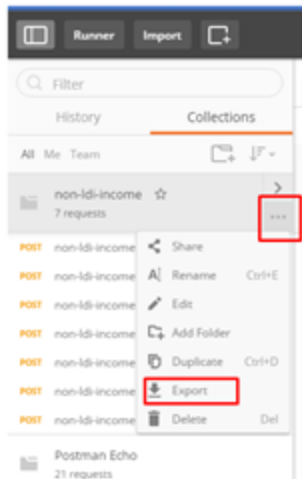 Runner Import
Filter
History Collections
All Me Team
non-ldi-income
7 requests
POST non-ldi-income Share
POST non-ldi-income Rename Ctrl+E
POST non-ldi-income Edit
POST non-ldi-income Add Folder
POST non-ldi-income Duplicate Ctrl+D
POST non-ldi-income Export
POST non-ldi-income Delete Del
Postman Echo
21 requests